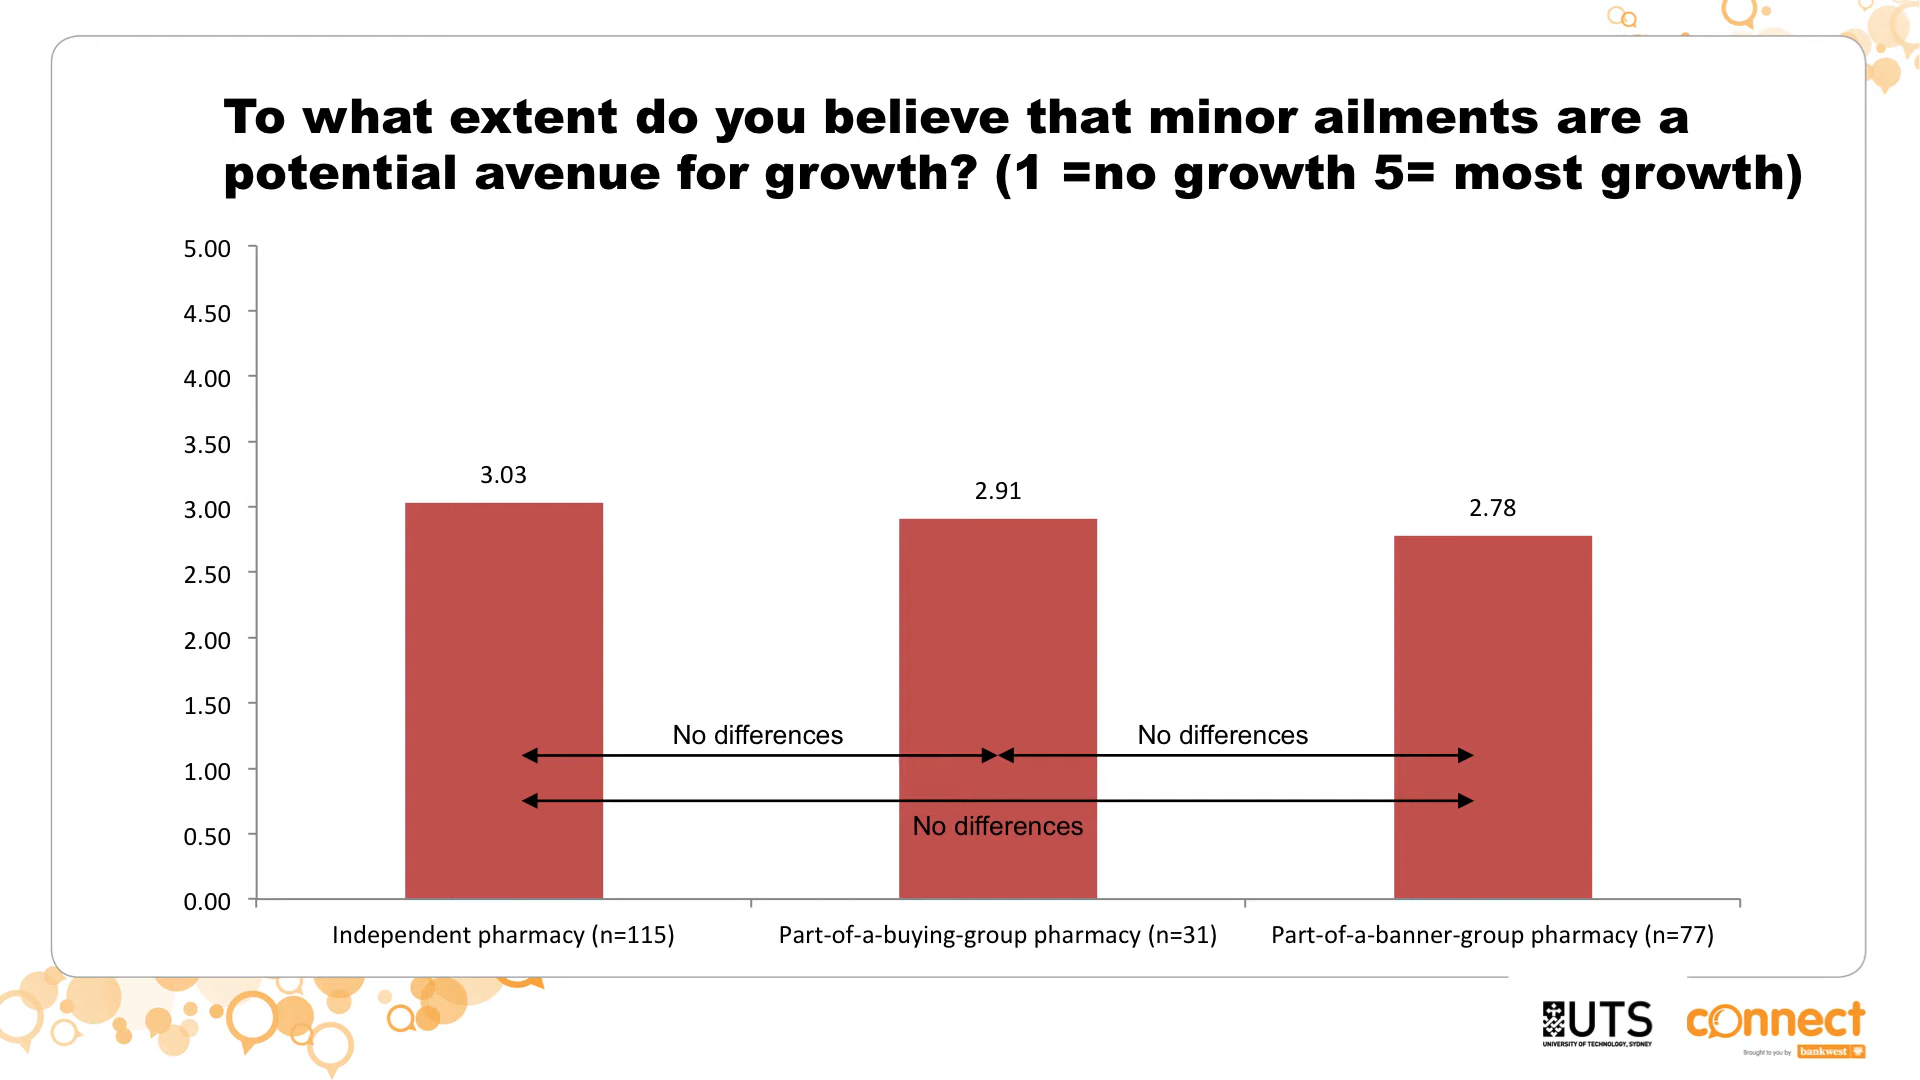 To what extent do you believe that minor ailments are a
potential avenue for growth? (1 =no growth 5= most growth)
5.00
4.50
4.00
3.50
3.00
2.50
2.00
1.50
1.00
0.50
0.00
3.03
2.91
2.78
No differences
No differences
No differences
Independent pharmacy (n=115)
Part-of-a-buying-group pharmacy (n=31)
Part-of-a-banner-group pharmacy (n=77)
UTS
UNIVERSITY OF TECHNOLOGY, SYDNEY
connect
Brought to you by bankwest